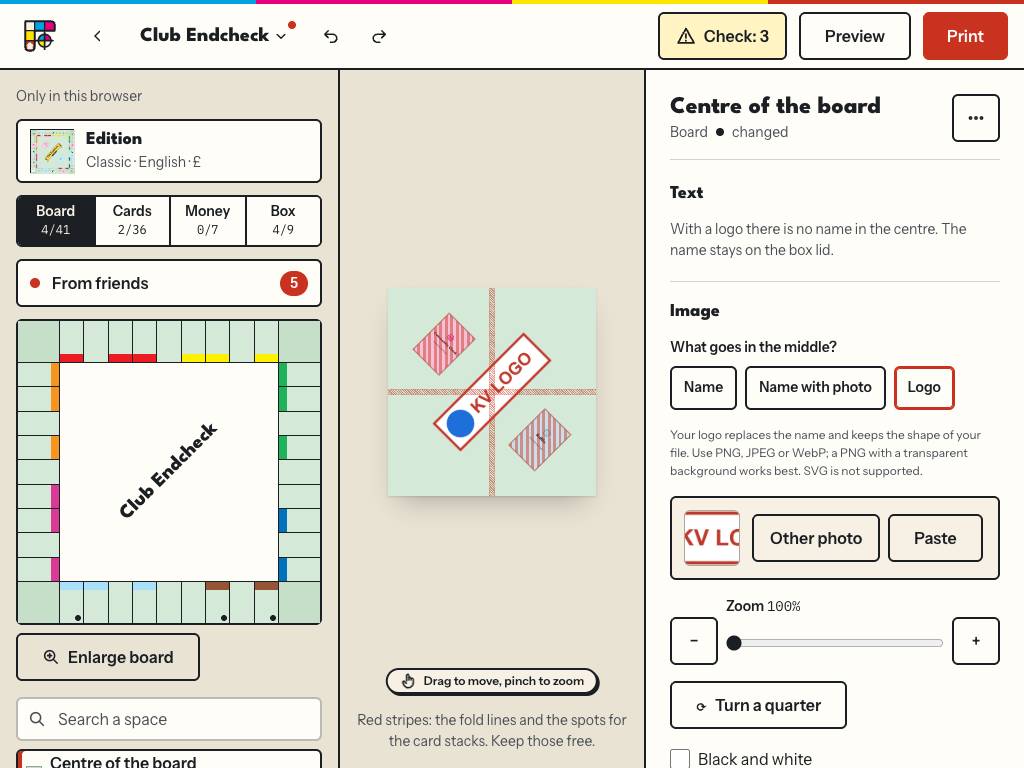 Club Endcheck
Check: 3
Preview
Print
Only in this browser
Edition
Classic · English · £
Board
4/41
Cards
2/36
Money
0/7
Box
4/9
From friends
5
Club Endcheck
Enlarge board
Search a space
Centre of the board
KV LOGO
Drag to move, pinch to zoom
Red stripes: the fold lines and the spots for
the card stacks. Keep those free.
Centre of the board
Board • changed
Text
With a logo there is no name in the centre. The
name stays on the box lid.
Image
What goes in the middle?
Name
Name with photo
Logo
Your logo replaces the name and keeps the shape of your
file. Use PNG, JPEG or WebP; a PNG with a transparent
background works best. SVG is not supported.
KV LO
Other photo
Paste
Zoom 100%
Turn a quarter
Black and white